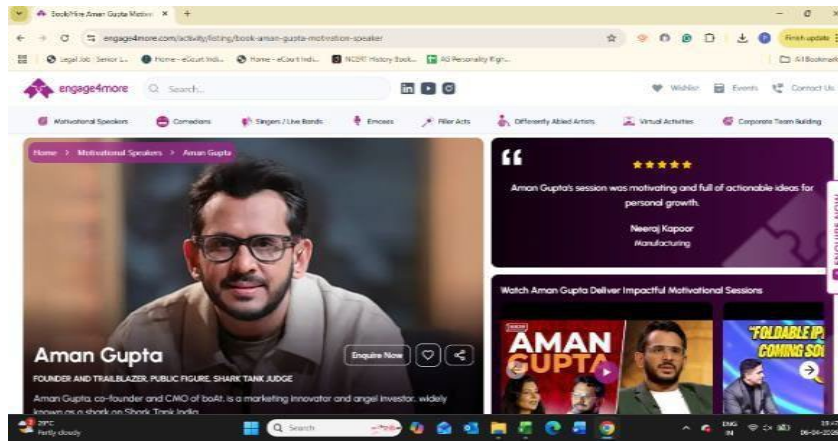 Book/Hire Aman Gupta Motiva
engage4more.com/activity/listing/book-aman-gupta-motivation-speaker
Finish update
Legal Job: Senior L...
Home - eCourt Indi...
Home - eCourt Indi...
NCERT History Book...
All Bookmark
engage4more
Search...
Wishlist
Events
Contact Us
Motivational Speakers
Comedians
Singers / Live Bands
Emcees
Filler Acts
Differently Abled Artists
Virtual Activities
Corporate Team Building
Home > Motivational Speakers > Aman Gupta
Aman Gupta's session was motivating and full of actionable ideas for
personal growth.
Neeraj Kapoor
Manufacturing
ENQUIRE NOW
Watch Aman Gupta Deliver Impactful Motivational Sessions
AMAN
GUPTA
"FOLDABLE
COMING
Aman Gupta
Enquire Now
FOUNDER AND TRAILBLAZER, PUBLIC FIGURE, SHARK TANK JUDGE
Aman Gupta, co-founder and CMO of boAt, is a marketing innovator and angel investor, widely
known as a shark on Shark Tank India
Partly cloudy
Search
ENG
IN